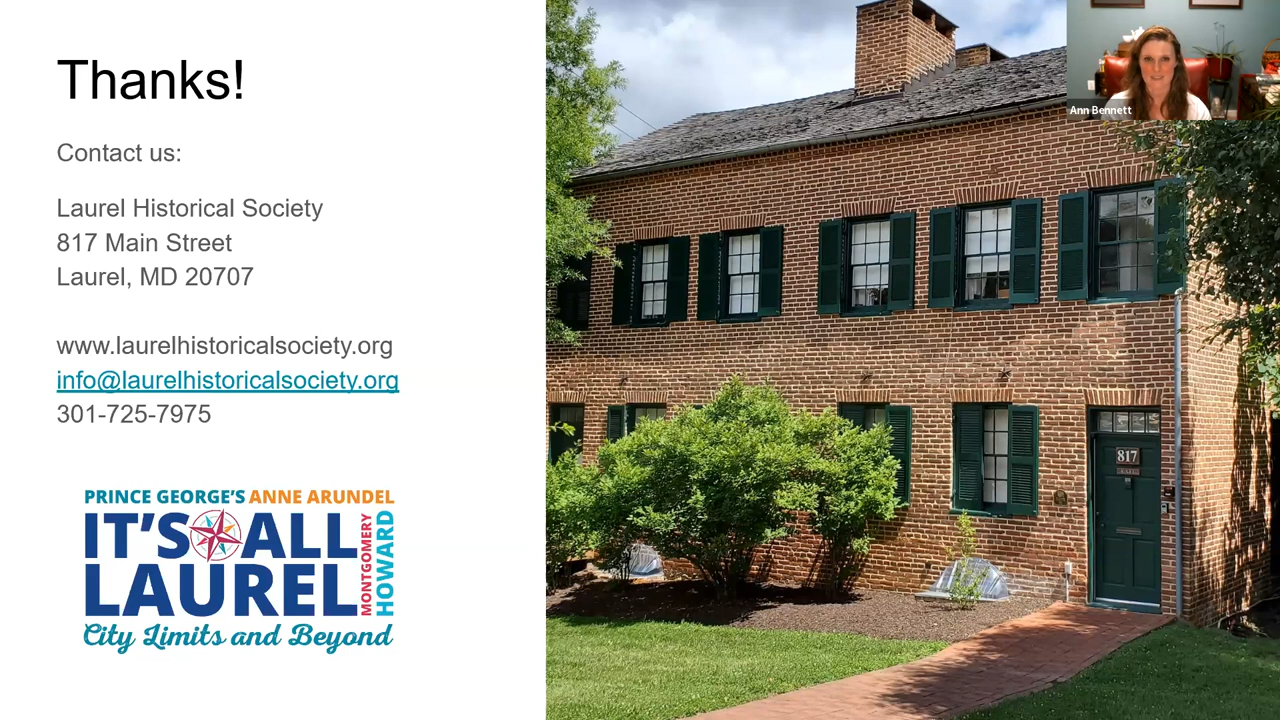 Thanks!
Contact us:
Laurel Historical Society
817 Main Street
Laurel, MD 20707
www.laurelhistoricalsociety.org
info@laurelhistoricalsociety.org
301-725-7975
PRINCE GEORGE'S ANNE ARUNDEL
IT'S ALL
LAUREL
MONTGOMERY
HOWARD
City Limits and Beyond
Ann Bennett
817